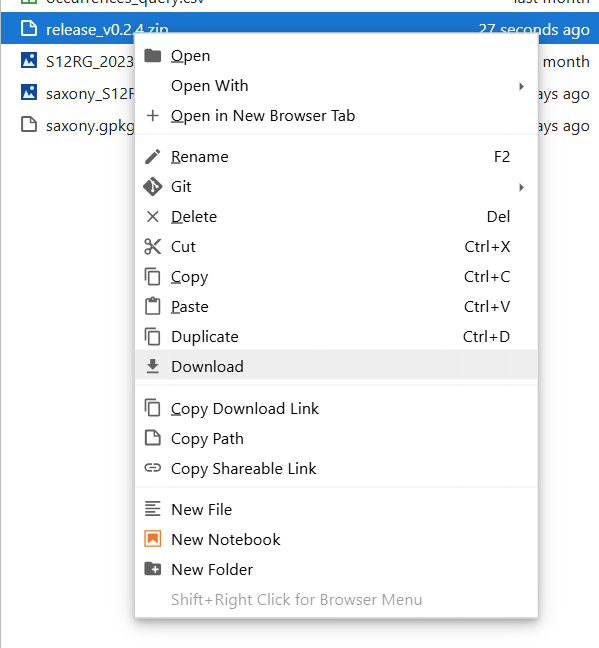 occurrences_query.csv last month
release_v0.2.4.zip 27 seconds ago
S12RG_2023 month
saxony_S12R ays ago
saxony.gpkg ays ago
Open
Open With
Open in New Browser Tab
Rename F2
Git
Delete Del
Cut Ctrl+X
Copy Ctrl+C
Paste Ctrl+V
Duplicate Ctrl+D
Download
Copy Download Link
Copy Path
Copy Shareable Link
New File
New Notebook
New Folder
Shift+Right Click for Browser Menu